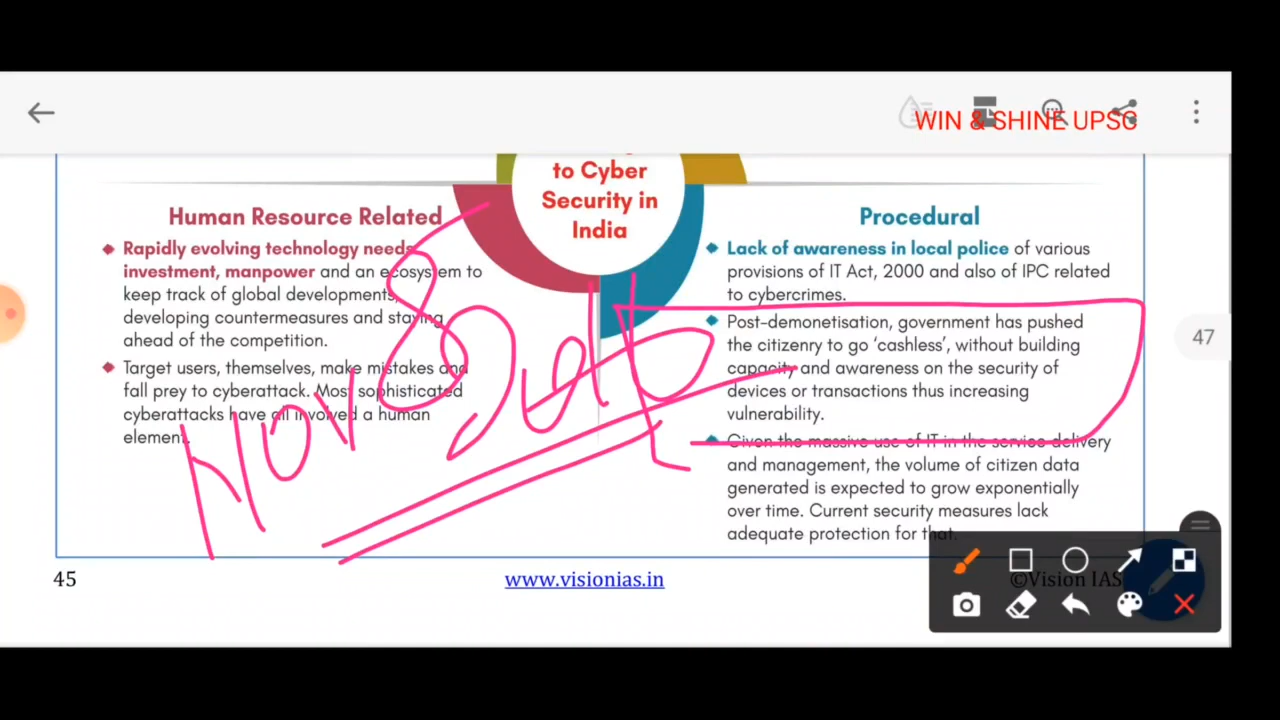 WIN & SHINE UPSC
to Cyber
Security in
India
Human Resource Related
Rapidly evolving technology needs
investment, manpower and an ecosystem to
keep track of global developments,
developing countermeasures and staying
ahead of the competition.
Target users, themselves, make mistakes and
fall prey to cyberattack. Most sophisticated
cyberattacks have all involved a human
element.
Procedural
Lack of awareness in local police of various
provisions of IT Act, 2000 and also of IPC related
to cybercrimes.
Post-demonetisation, government has pushed
the citizenry to go ‘cashless’, without building
capacity and awareness on the security of
devices or transactions thus increasing
vulnerability.
Given the massive use of IT in the service delivery
and management, the volume of citizen data
generated is expected to grow exponentially
over time. Current security measures lack
adequate protection for that.
47
Nov 8
45
www.visionias.in
©Vision IAS